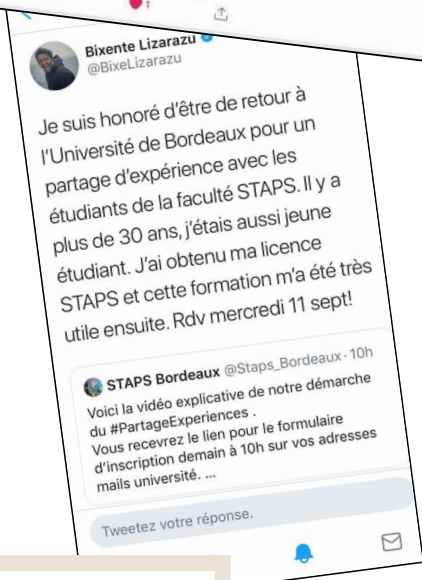 1
Bixente Lizarazu
@BixeLizarazu
Je suis honoré d'être de retour à
l'Université de Bordeaux pour un
partage d'expérience avec les
étudiants de la faculté STAPS. Il y a
plus de 30 ans, j'étais aussi jeune
étudiant. J'ai obtenu ma licence
STAPS et cette formation m'a été très
utile ensuite. Rdv mercredi 11 sept!
STAPS Bordeaux @Staps_Bordeaux · 10h
Voici la vidéo explicative de notre démarche
du #PartageExperiences .
Vous recevrez le lien pour le formulaire
d'inscription demain à 10h sur vos adresses
mails université. ...
Tweetez votre réponse.